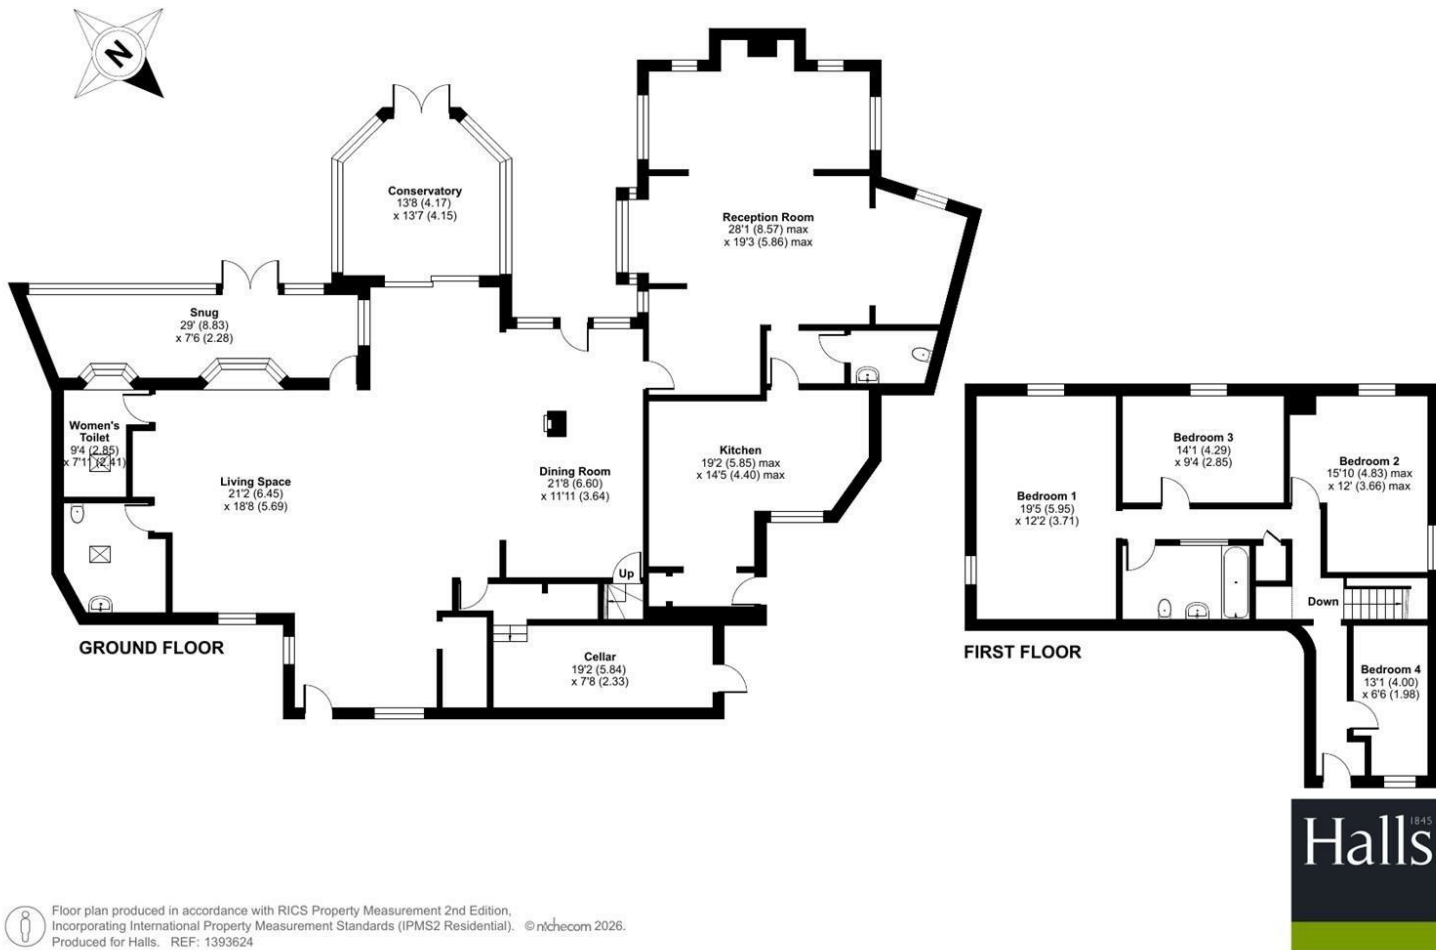 N
Conservatory
13'8 (4.17)
x 13'7 (4.15)
Reception Room
28'1 (8.57) max
x 19'3 (5.86) max
Snug
29' (8.83)
x 7'6 (2.28)
Women's
Toilet
9'4 (2.85)
x 7'11 (2.41)
Living Space
21'2 (6.45)
x 18'8 (5.69)
Dining Room
21'8 (6.60)
x 11'11 (3.64)
Kitchen
19'2 (5.85) max
x 14'5 (4.40) max
Up
Cellar
19'2 (5.84)
x 7'8 (2.33)
GROUND FLOOR
Bedroom 1
19'5 (5.95)
x 12'2 (3.71)
Bedroom 3
14'1 (4.29)
x 9'4 (2.85)
Bedroom 2
15'10 (4.83) max
x 12' (3.66) max
Down
Bedroom 4
13'1 (4.00)
x 6'6 (1.98)
FIRST FLOOR
1845
Halls
Floor plan produced in accordance with RICS Property Measurement 2nd Edition,
Incorporating International Property Measurement Standards (IPMS2 Residential). © nichecom 2026.
Produced for Halls. REF: 1393624